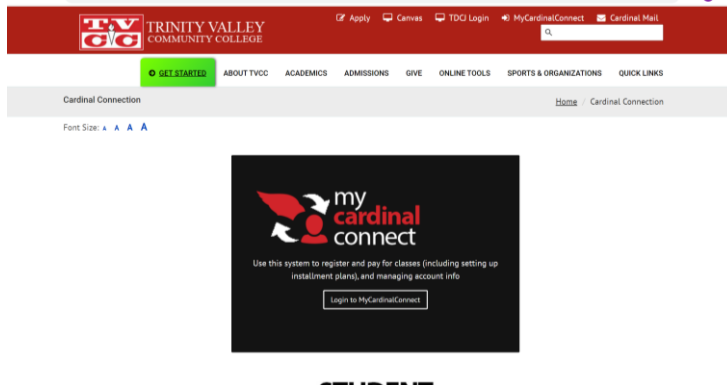 TVCC
TRINITY VALLEY
COMMUNITY COLLEGE
Apply Canvas TDCJ Login MyCardinalConnect Cardinal Mail
GET STARTED ABOUT TVCC ACADEMICS ADMISSIONS GIVE ONLINE TOOLS SPORTS & ORGANIZATIONS QUICK LINKS
Cardinal Connection Home / Cardinal Connection
Font Size: A A A A
my
cardinal
connect
Use this system to register and pay for classes (including setting up
installment plans), and managing account info
Login to MyCardinalConnect
STUDENT